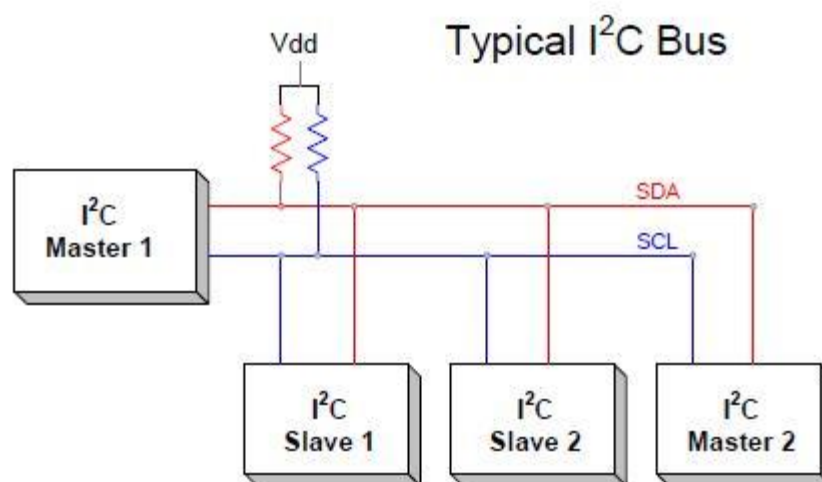 Typical I²C Bus
Vdd
SDA
SCL
I²C
Master 1
I²C
Slave 1
I²C
Slave 2
I²C
Master 2